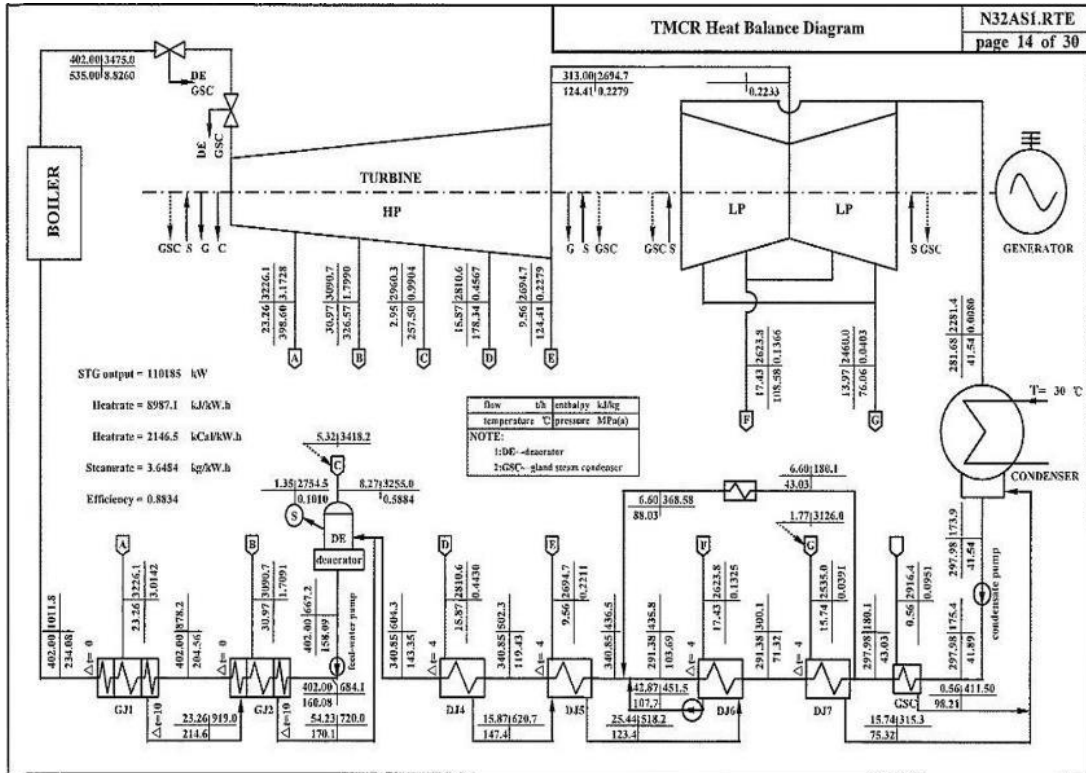 TMCR Heat Balance Diagram
N32AS1.RTE
page 14 of 30
402.00 3475.0
535.00 8.8260
DE
GSC
DE
GSC
313.00 2694.7
124.41 0.2279
0.2233
BOILER
TURBINE
HP
LP
LP
GENERATOR
GSC S G C
G S GSC
GSC S
S GSC
23.26 3226.1
398.60 3.1728
30.97 3090.7
326.57 1.7990
2.95 2960.3
257.50 0.9904
15.87 2810.6
178.34 0.4567
9.56 2694.7
124.41 0.2279
A
B
C
D
E
17.43 2623.8
108.58 0.1366
13.97 2460.0
76.06 0.0403
F
G
281.68 2281.4
41.54 0.0080
T= 30 ℃
CONDENSER
STG output = 110185 kW
Heatrate = 8987.1 kJ/kW.h
Heatrate = 2146.5 kCal/kW.h
Steamrate = 3.6484 kg/kW.h
Efficiency = 0.8834
flow t/h enthalpy kJ/kg
temperature ℃ pressure MPa(a)
NOTE:
1:DE--deaerator
2:GSC--gland steam condenser
5.32 3418.2
C
1.35 2754.5
0.1010
8.27 3255.0
0.5884
S
DE
deaerator
6.60 180.1
43.03
6.60 368.58
88.03
1.77 3126.0
297.98 173.9
41.54
condensate pump
A
B
D
E
F
G
402.00 1011.8
234.08
23.26 3226.1
3.0142
402.00 878.2
204.56
30.97 3090.7
1.7091
402.00 667.2
158.09
feed-water pump
340.85 604.3
143.35
15.87 2810.6
0.4430
340.85 502.3
119.43
9.56 2694.7
0.2211
340.85 436.5
291.38 435.8
103.69
17.43 2623.8
0.1325
291.38 300.1
71.32
15.74 2535.0
0.0391
297.98 180.1
43.03
0.56 2916.4
0.0951
297.98 175.4
41.89
△t= 0
△t= 0
△t= 4
△t= 4
△t= 4
△t= 4
△t=10
△t=10
GJ1
GJ2
DJ4
DJ5
DJ6
DJ7
GSC
402.00 684.1
160.08
42.87 451.5
107.7
0.56 411.50
98.21
23.26 919.0
214.6
54.23 720.0
170.1
15.87 620.7
147.4
25.44 518.2
123.4
15.74 315.3
75.32